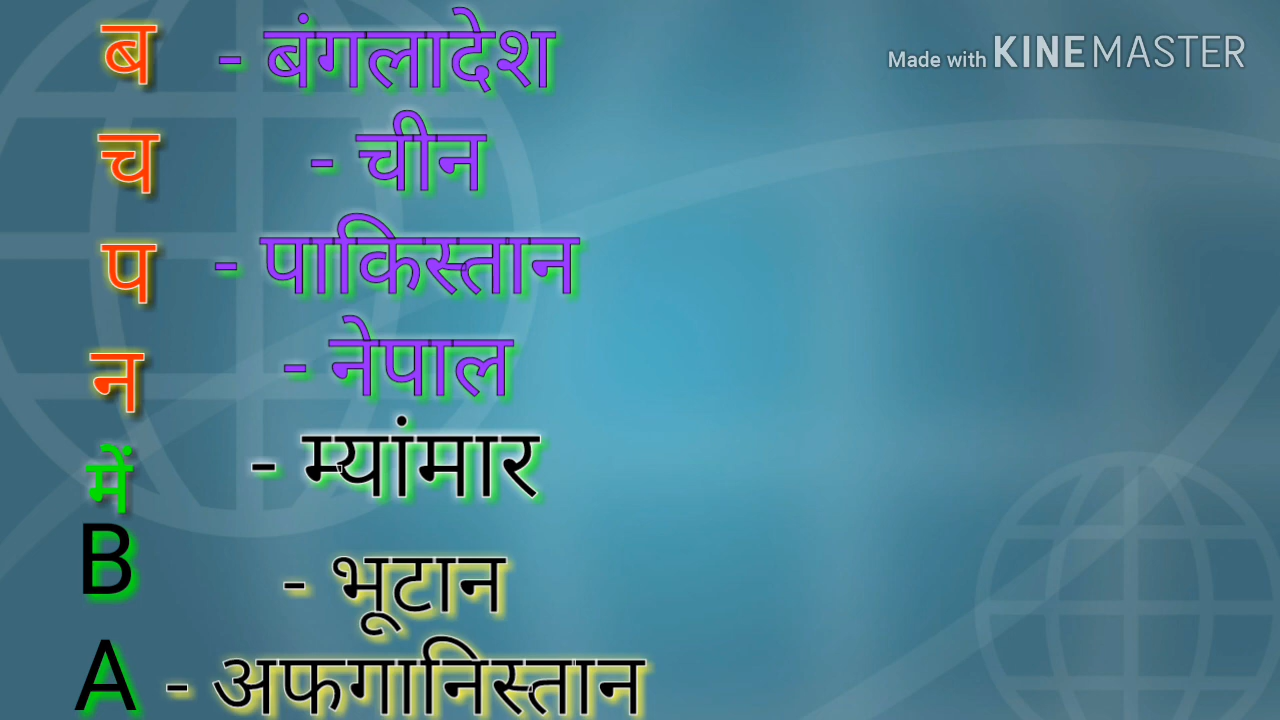 ब - बंगलादेश
Made with KINEMASTER
च - चीन
प - पाकिस्तान
न - नेपाल
में - म्यांमार
B - भूटान
A - अफगानिस्तान